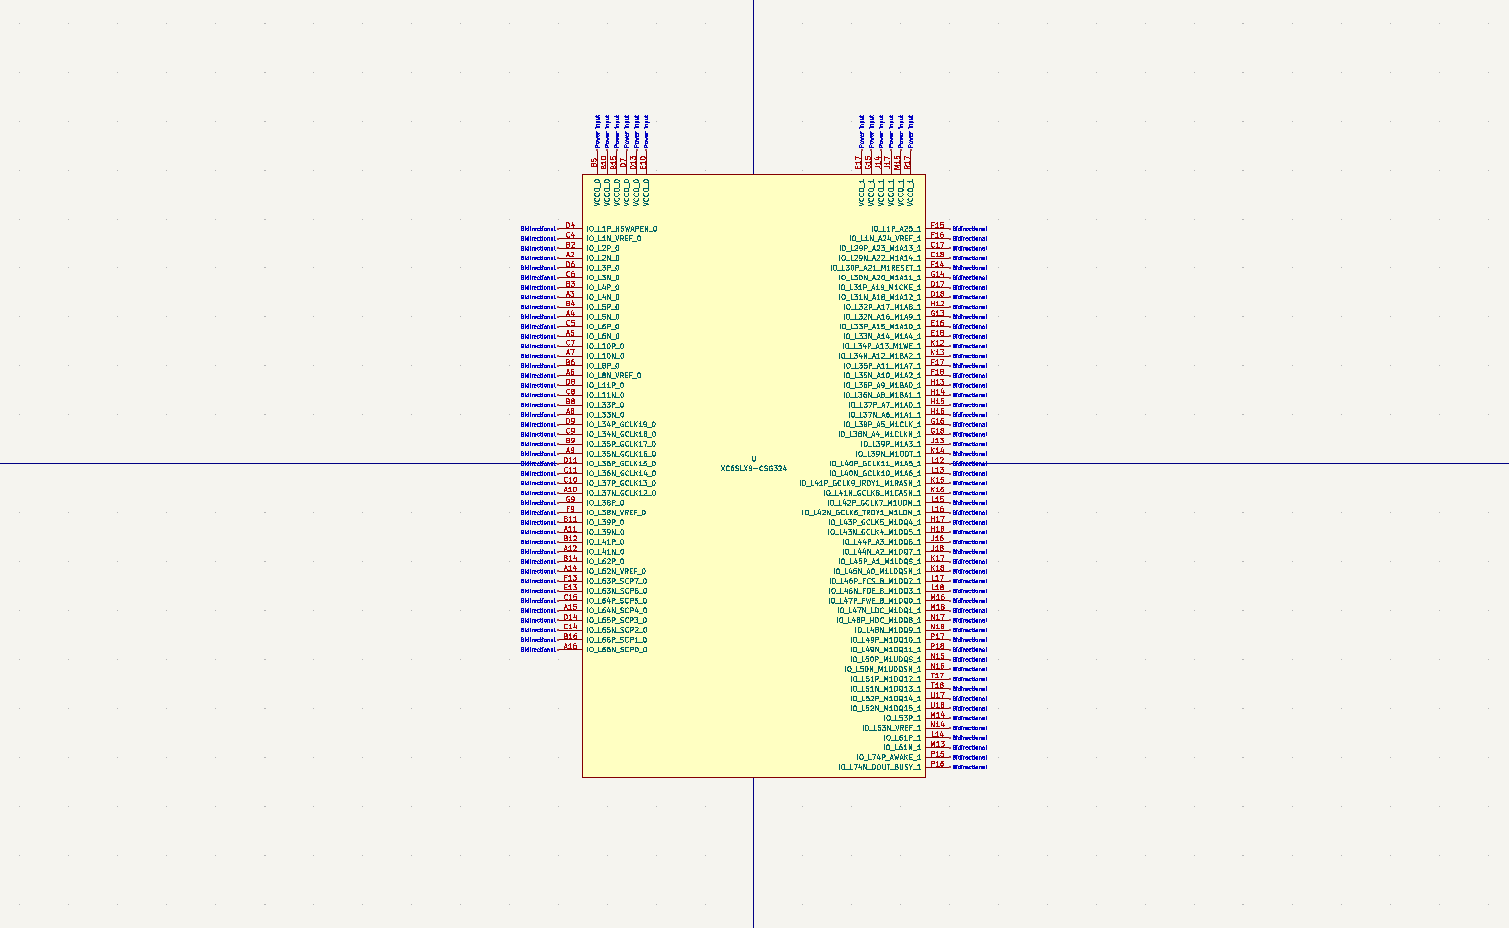 Power Input Power Input Power Input Power Input Power Input Power Input
B5 B10 B15 D7 D13 E10
VCCO_0 VCCO_0 VCCO_0 VCCO_0 VCCO_0 VCCO_0
Power Input Power Input Power Input Power Input Power Input Power Input
E17 G15 J14 J17 M15 R17
VCCO_1 VCCO_1 VCCO_1 VCCO_1 VCCO_1 VCCO_1
Bidirectional D4 IO_L1P_HSWAPEN_0
Bidirectional C4 IO_L1N_VREF_0
Bidirectional B2 IO_L2P_0
Bidirectional A2 IO_L2N_0
Bidirectional D6 IO_L3P_0
Bidirectional C6 IO_L3N_0
Bidirectional B3 IO_L4P_0
Bidirectional A3 IO_L4N_0
Bidirectional B4 IO_L5P_0
Bidirectional A4 IO_L5N_0
Bidirectional C5 IO_L6P_0
Bidirectional A5 IO_L6N_0
Bidirectional C7 IO_L10P_0
Bidirectional A7 IO_L10N_0
Bidirectional B6 IO_L8P_0
Bidirectional A6 IO_L8N_VREF_0
Bidirectional D8 IO_L11P_0
Bidirectional C8 IO_L11N_0
Bidirectional B8 IO_L33P_0
Bidirectional A8 IO_L33N_0
Bidirectional D9 IO_L34P_GCLK19_0
Bidirectional C9 IO_L34N_GCLK18_0
Bidirectional B9 IO_L35P_GCLK17_0
Bidirectional A9 IO_L35N_GCLK16_0
Bidirectional D11 IO_L36P_GCLK15_0
Bidirectional C11 IO_L36N_GCLK14_0
Bidirectional C10 IO_L37P_GCLK13_0
Bidirectional A10 IO_L37N_GCLK12_0
Bidirectional G9 IO_L38P_0
Bidirectional F9 IO_L38N_VREF_0
Bidirectional B11 IO_L39P_0
Bidirectional A11 IO_L39N_0
Bidirectional B12 IO_L41P_0
Bidirectional A12 IO_L41N_0
Bidirectional B14 IO_L62P_0
Bidirectional A14 IO_L62N_VREF_0
Bidirectional F13 IO_L63P_SCP7_0
Bidirectional E13 IO_L63N_SCP6_0
Bidirectional C15 IO_L64P_SCP5_0
Bidirectional A15 IO_L64N_SCP4_0
Bidirectional D14 IO_L65P_SCP3_0
Bidirectional C14 IO_L65N_SCP2_0
Bidirectional B16 IO_L66P_SCP1_0
Bidirectional A16 IO_L66N_SCP0_0
U
XC6SLX9-CSG324
IO_L1P_A25_1 F15 Bidirectional
IO_L1N_A24_VREF_1 F16 Bidirectional
IO_L29P_A23_M1A13_1 C17 Bidirectional
IO_L29N_A22_M1A14_1 C18 Bidirectional
IO_L30P_A21_M1RESET_1 F14 Bidirectional
IO_L30N_A20_M1A11_1 G14 Bidirectional
IO_L31P_A19_M1CKE_1 D17 Bidirectional
IO_L31N_A18_M1A12_1 D18 Bidirectional
IO_L32P_A17_M1A8_1 H12 Bidirectional
IO_L32N_A16_M1A9_1 G13 Bidirectional
IO_L33P_A15_M1A10_1 E16 Bidirectional
IO_L33N_A14_M1A4_1 E18 Bidirectional
IO_L34P_A13_M1WE_1 K12 Bidirectional
IO_L34N_A12_M1BA2_1 K13 Bidirectional
IO_L35P_A11_M1A7_1 F17 Bidirectional
IO_L35N_A10_M1A2_1 F18 Bidirectional
IO_L36P_A9_M1BA0_1 H13 Bidirectional
IO_L36N_A8_M1BA1_1 H14 Bidirectional
IO_L37P_A7_M1A0_1 H15 Bidirectional
IO_L37N_A6_M1A1_1 H16 Bidirectional
IO_L38P_A5_M1CLK_1 G16 Bidirectional
IO_L38N_A4_M1CLKN_1 G18 Bidirectional
IO_L39P_M1A3_1 J13 Bidirectional
IO_L39N_M1ODT_1 K14 Bidirectional
IO_L40P_GCLK11_M1A5_1 L12 Bidirectional
IO_L40N_GCLK10_M1A6_1 L13 Bidirectional
IO_L41P_GCLK9_IRDY1_M1RASN_1 K15 Bidirectional
IO_L41N_GCLK8_M1CASN_1 K16 Bidirectional
IO_L42P_GCLK7_M1UDM_1 L15 Bidirectional
IO_L42N_GCLK6_TRDY1_M1LDM_1 L16 Bidirectional
IO_L43P_GCLK5_M1DQ4_1 H17 Bidirectional
IO_L43N_GCLK4_M1DQ5_1 H18 Bidirectional
IO_L44P_A3_M1DQ6_1 J16 Bidirectional
IO_L44N_A2_M1DQ7_1 J18 Bidirectional
IO_L45P_A1_M1LDQS_1 K17 Bidirectional
IO_L45N_A0_M1LDQSN_1 K18 Bidirectional
IO_L46P_FCS_B_M1DQ2_1 L17 Bidirectional
IO_L46N_FOE_B_M1DQ3_1 L18 Bidirectional
IO_L47P_FWE_B_M1DQ0_1 M16 Bidirectional
IO_L47N_LDC_M1DQ1_1 M18 Bidirectional
IO_L48P_HDC_M1DQ8_1 N17 Bidirectional
IO_L48N_M1DQ9_1 N18 Bidirectional
IO_L49P_M1DQ10_1 P17 Bidirectional
IO_L49N_M1DQ11_1 P18 Bidirectional
IO_L50P_M1UDQS_1 N15 Bidirectional
IO_L50N_M1UDQSN_1 N16 Bidirectional
IO_L51P_M1DQ12_1 T17 Bidirectional
IO_L51N_M1DQ13_1 T18 Bidirectional
IO_L52P_M1DQ14_1 U17 Bidirectional
IO_L52N_M1DQ15_1 U18 Bidirectional
IO_L53P_1 M14 Bidirectional
IO_L53N_VREF_1 N14 Bidirectional
IO_L61P_1 L14 Bidirectional
IO_L61N_1 M13 Bidirectional
IO_L74P_AWAKE_1 P15 Bidirectional
IO_L74N_DOUT_BUSY_1 P16 Bidirectional